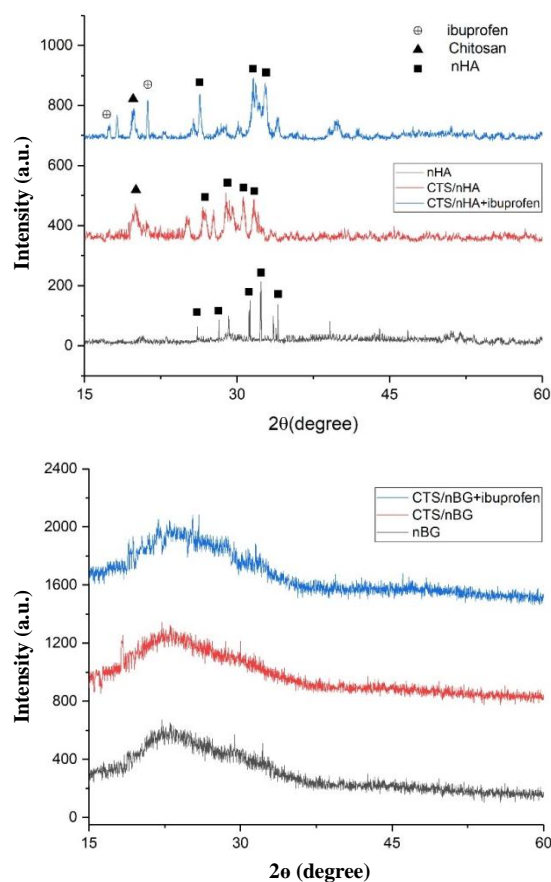 ibuprofen
Chitosan
nHA
1000
800
600
400
200
0
Intensity (a.u.)
nHA
CTS/nHA
CTS/nHA+ibuprofen
15
30
45
60
2θ(degree)
2400
2000
1600
1200
800
400
0
Intensity (a.u.)
CTS/nBG+ibuprofen
CTS/nBG
nBG
15
30
45
60
2ɵ (degree)